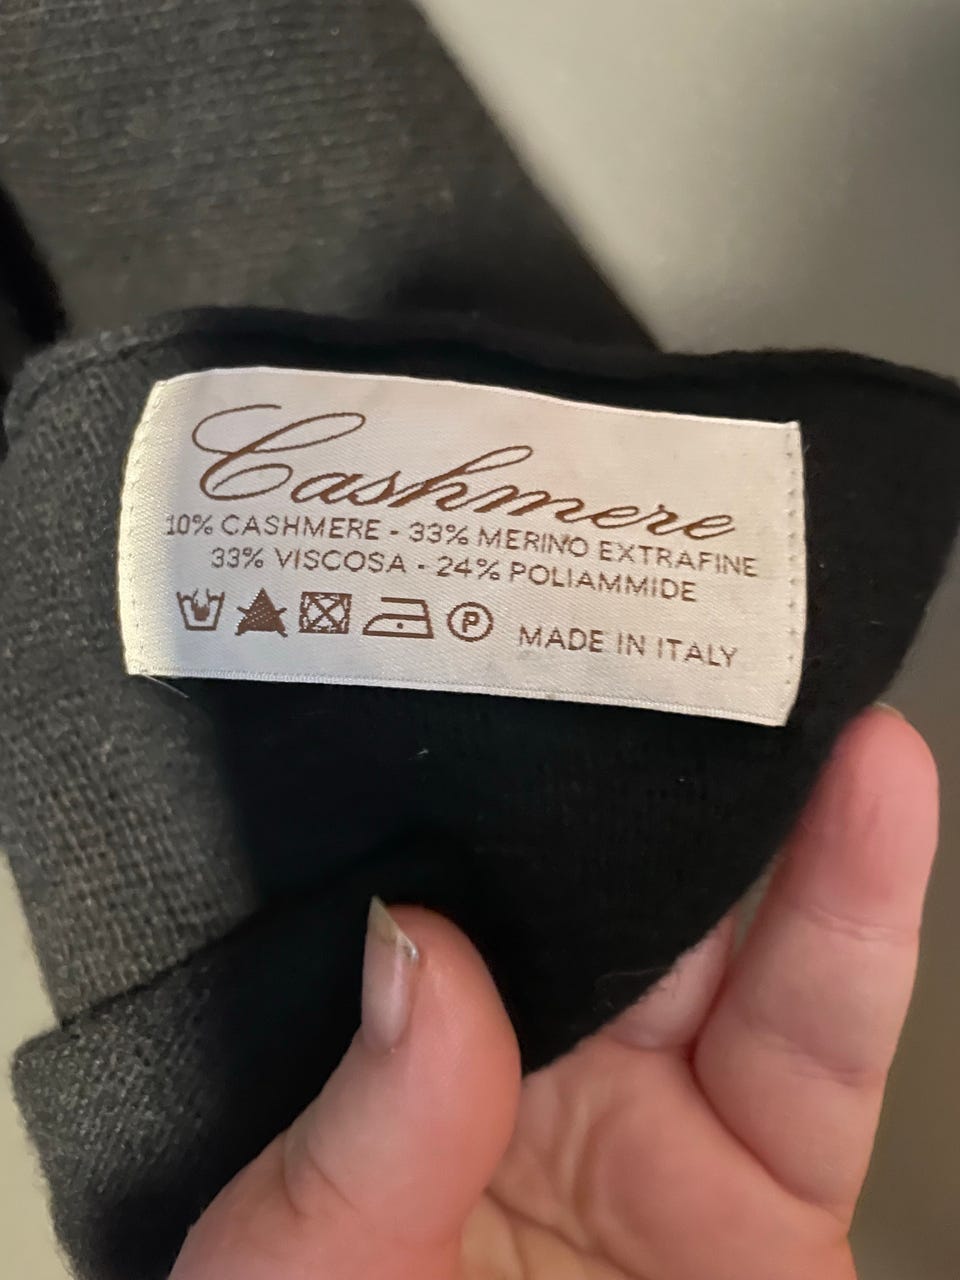 Cashmere
10% CASHMERE - 33% MERINO EXTRAFINE
33% VISCOSA - 24% POLIAMMIDE
P MADE IN ITALY